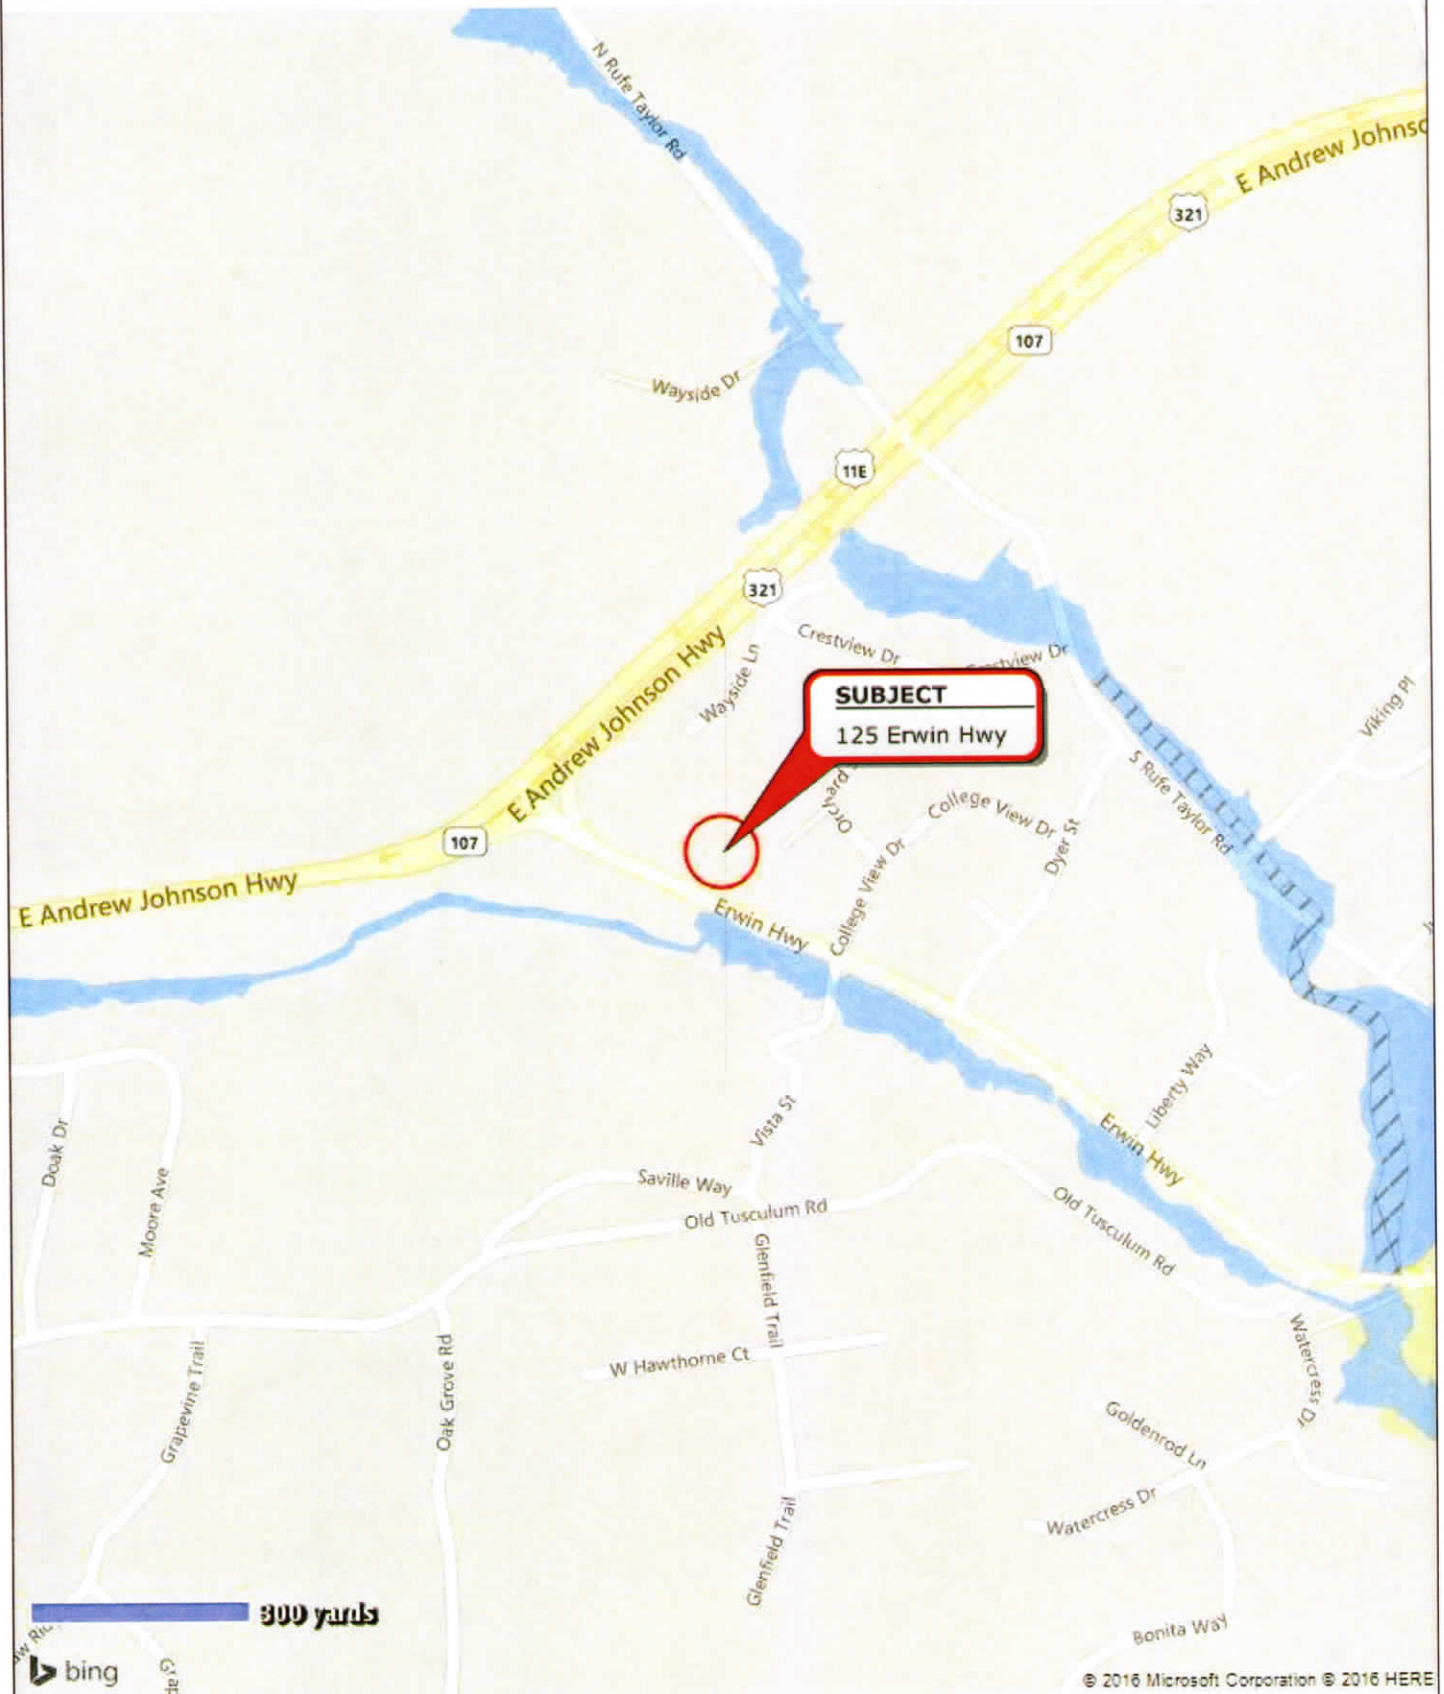 N Rufe Taylor Rd
E Andrew Johnso
321
107
Wayside Dr
11E
321
Crestview Dr
Crestview Dr
Wayside Ln
E Andrew Johnson Hwy
SUBJECT
125 Erwin Hwy
Viking Pl
S Rufe Taylor Rd
Orchard
College View Dr
Dyer St
107
College View Dr
E Andrew Johnson Hwy
Erwin Hwy
Liberty Way
Vista St
Erwin Hwy
Doak Dr
Moore Ave
Saville Way
Old Tusculum Rd
Old Tusculum Rd
Glenfield Trail
W Hawthorne Ct
Oak Grove Rd
Grapevine Trail
Watercress Dr
Goldenrod Ln
Watercress Dr
Glenfield Trail
300 yards
Bonita Way
bing
© 2016 Microsoft Corporation © 2016 HERE